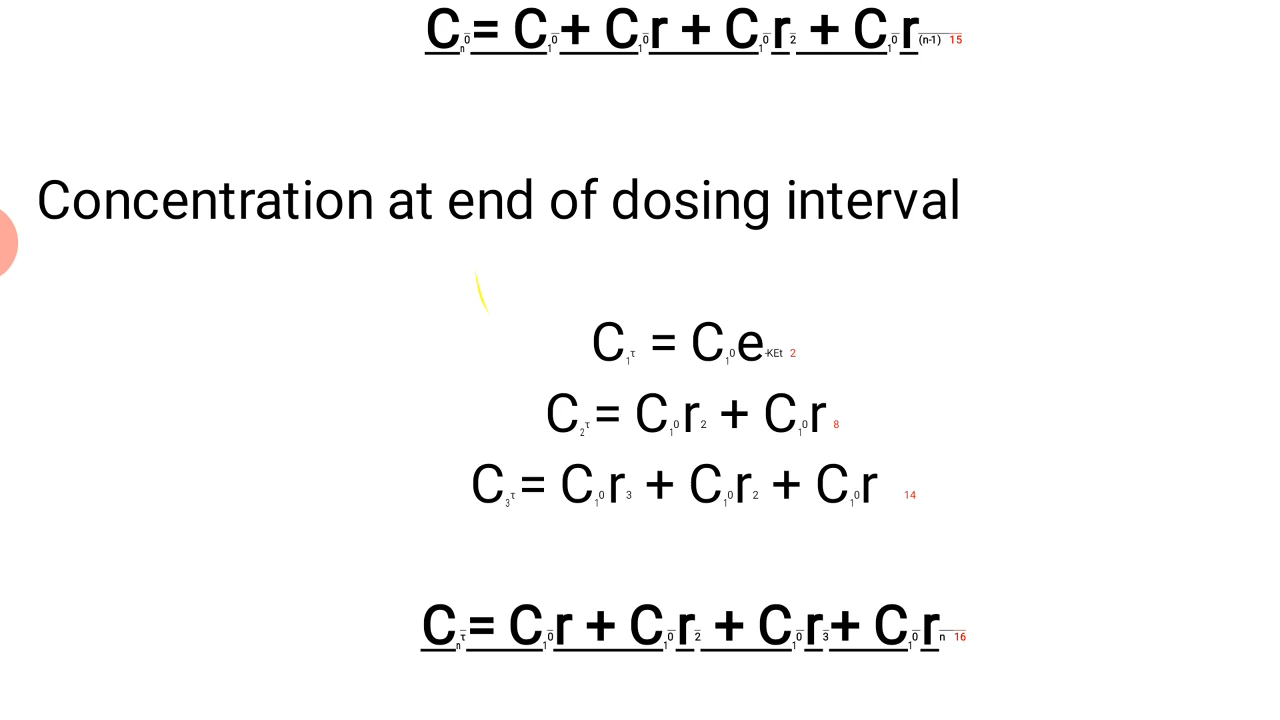 Cn0= C10+ C10r + C10r2 + C10r(n-1) 15
Concentration at end of dosing interval
C1τ = C10e-KEt 2
C2τ= C10r2 + C10r 8
C3τ= C10r3 + C10r2 + C10r 14
Cnτ= C10r + C10r2 + C10r3+ C10rn 16